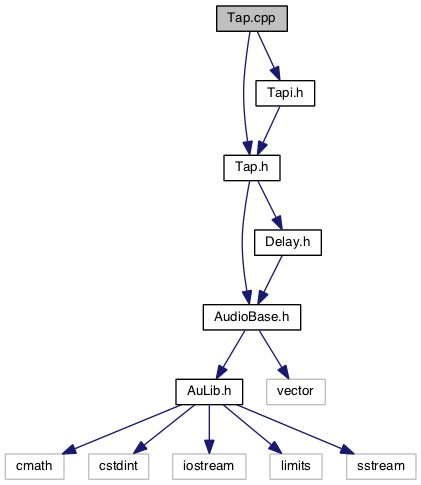 Tap.cpp
Tapi.h
Tap.h
Delay.h
AudioBase.h
AuLib.h
vector
cmath
cstdint
iostream
limits
sstream